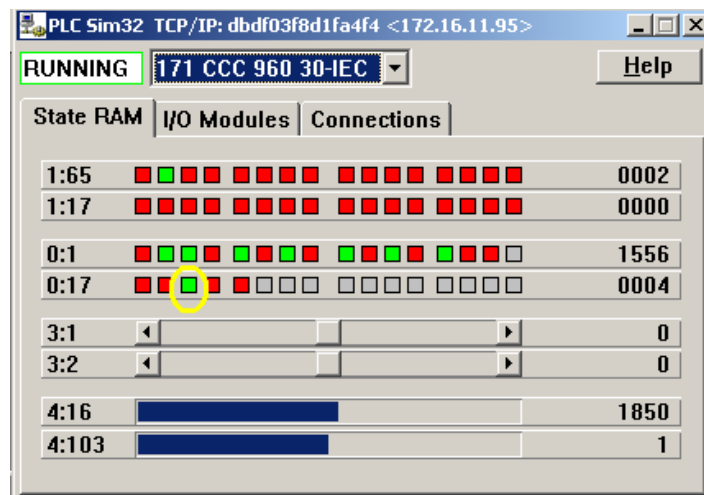 PLC Sim32 TCP/IP: dbdf03f8d1fa4f4 <172.16.11.95>
RUNNING 171 CCC 960 30-IEC Help
State RAM I/O Modules Connections
1:65 0002
1:17 0000
0:1 1556
0:17 0004
3:1 0
3:2 0
4:16 1850
4:103 1